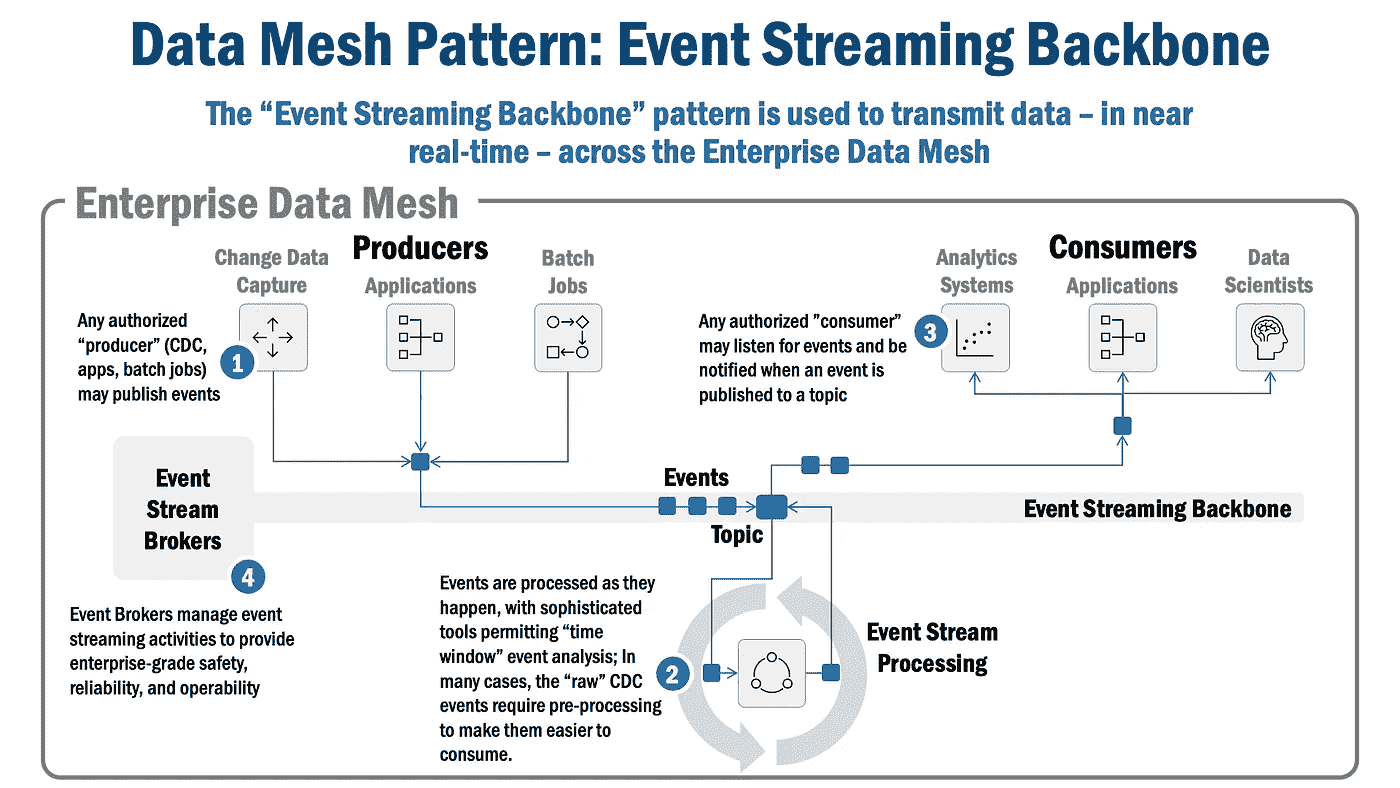 Data Mesh Pattern: Event Streaming Backbone
The “Event Streaming Backbone” pattern is used to transmit data – in near
real-time – across the Enterprise Data Mesh
Enterprise Data Mesh
Producers
Change Data
Capture
Applications
Batch
Jobs
Any authorized
“producer” (CDC,
apps, batch jobs)
may publish events
1
Consumers
Analytics
Systems
Applications
Data
Scientists
Any authorized ”consumer”
may listen for events and be
notified when an event is
published to a topic
3
Event
Stream
Brokers
4
Event Brokers manage event
streaming activities to provide
enterprise-grade safety,
reliability, and operability
Events
Topic
Event Streaming Backbone
Events are processed as they
happen, with sophisticated
tools permitting “time
window” event analysis; In
many cases, the “raw” CDC
events require pre-processing
to make them easier to
consume.
2
Event Stream
Processing